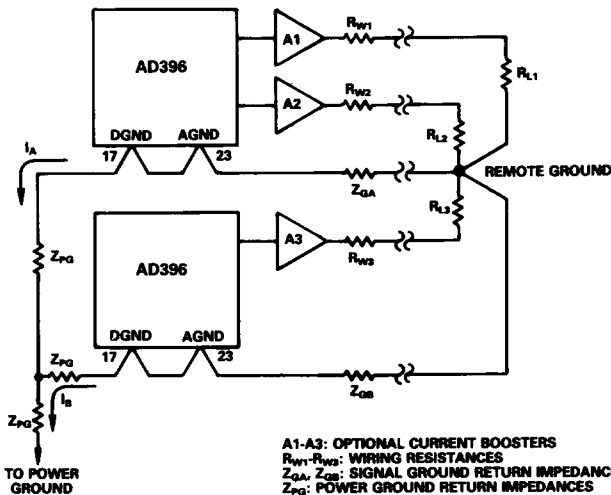 A1
RW1
AD396
RL1
A2
RW2
RL2
DGND
AGND
IA
17
23
REMOTE GROUND
ZGA
RL3
ZPG
A3
RW3
AD396
DGND
AGND
ZPG
17
23
ZPG
IB
ZGB
A1-A3: OPTIONAL CURRENT BOOSTERS
RW1-RW3: WIRING RESISTANCES
ZGA, ZGB: SIGNAL GROUND RETURN IMPEDANC
ZPG: POWER GROUND RETURN IMPEDANCES
TO POWER
GROUND